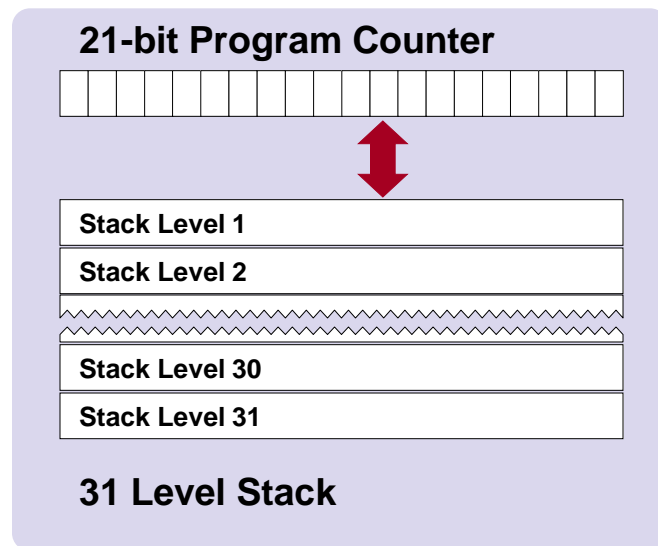 21-bit Program Counter
Stack Level 1
Stack Level 2
Stack Level 30
Stack Level 31
31 Level Stack